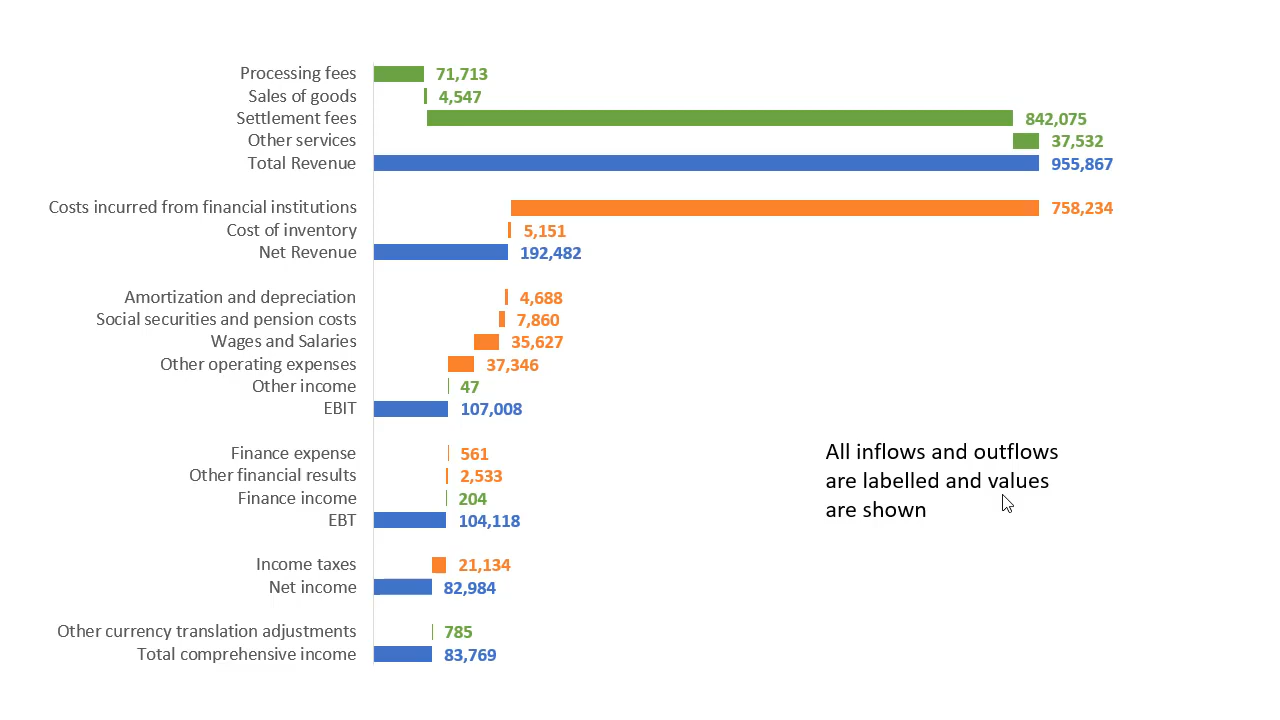 Processing fees 71,713
Sales of goods 4,547
Settlement fees 842,075
Other services 37,532
Total Revenue 955,867
Costs incurred from financial institutions 758,234
Cost of inventory 5,151
Net Revenue 192,482
Amortization and depreciation 4,688
Social securities and pension costs 7,860
Wages and Salaries 35,627
Other operating expenses 37,346
Other income 47
EBIT 107,008
Finance expense 561
Other financial results 2,533
Finance income 204
EBT 104,118
Income taxes 21,134
Net income 82,984
Other currency translation adjustments 785
Total comprehensive income 83,769
All inflows and outflows
are labelled and values
are shown